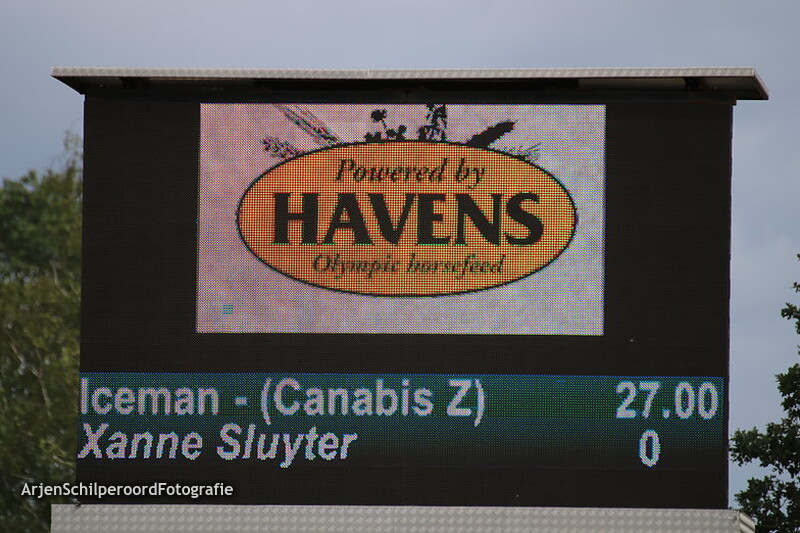 Powered by
HAVENS
Olympic horsefeed
Iceman - (Canabis Z) 27.00
Xanne Sluyter 0
ArjenSchilperoordFotografie